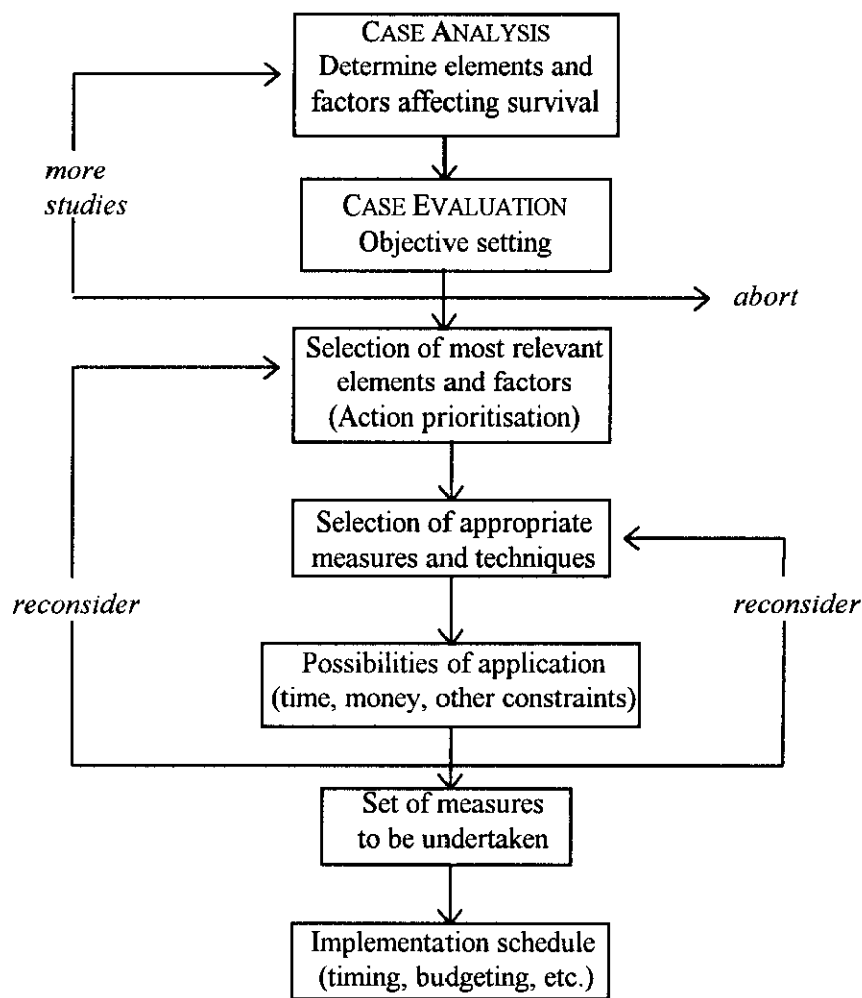 CASE ANALYSIS
Determine elements and
factors affecting survival
more
studies
CASE EVALUATION
Objective setting
abort
Selection of most relevant
elements and factors
(Action prioritisation)
Selection of appropriate
measures and techniques
reconsider
reconsider
Possibilities of application
(time, money, other constraints)
Set of measures
to be undertaken
Implementation schedule
(timing, budgeting, etc.)